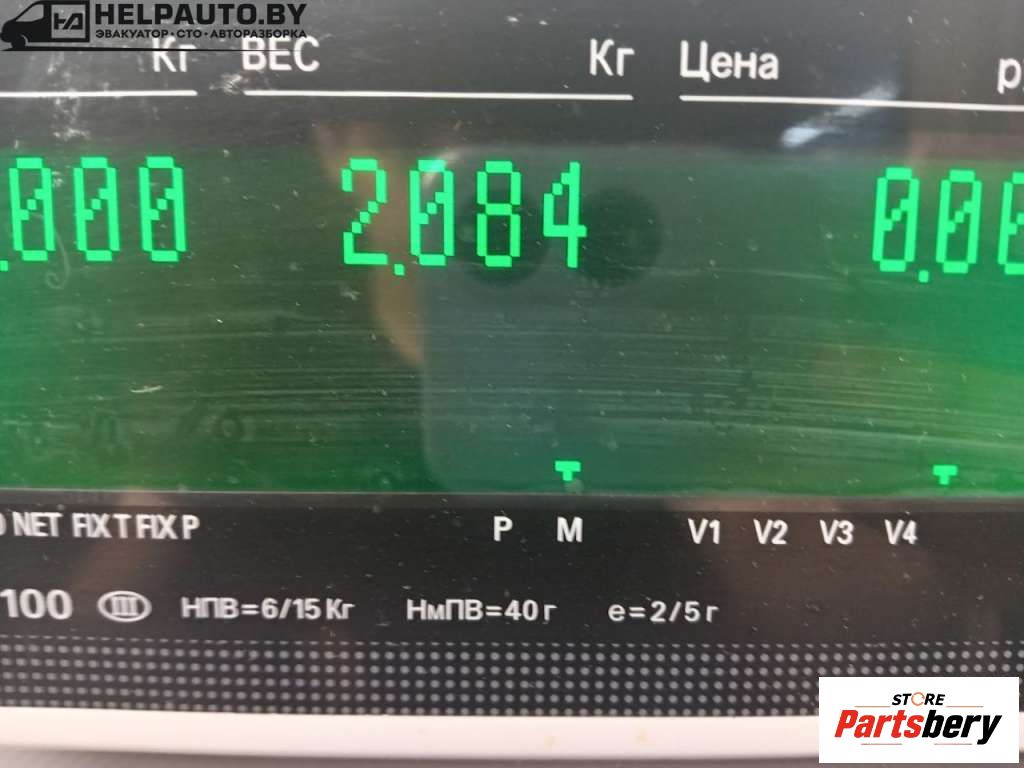 HELPAUTO.BY
ЭВАКУАТОР · СТО · АВТОРАЗБОРКА
Кг ВЕС Кг Цена
.000 2.084 0.00
NET FIX T FIX P P M V1 V2 V3 V4
100 III НПВ=6/15 Кг НмПВ=40 г е=2/5 г
STORE
Partsbery